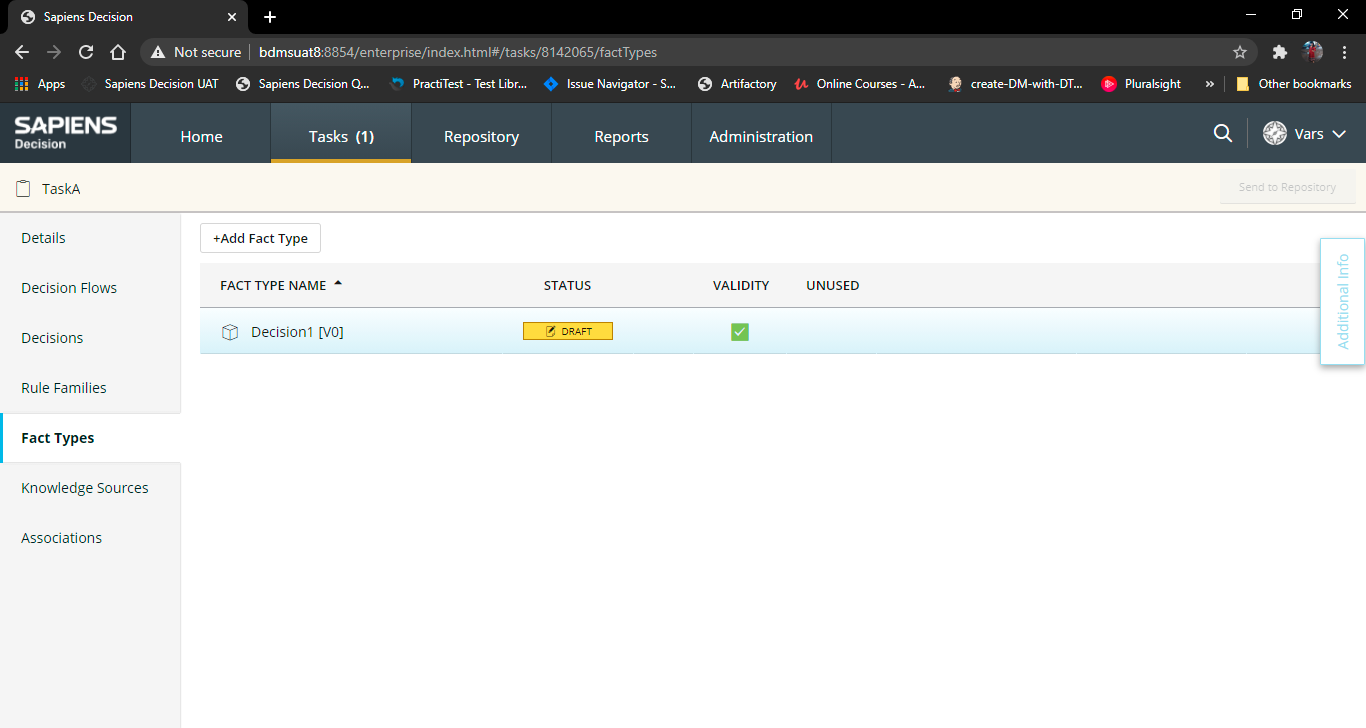 Sapiens Decision
Not secure | bdmsuat8:8854/enterprise/index.html#/tasks/8142065/factTypes
Apps Sapiens Decision UAT Sapiens Decision Q... PractiTest - Test Libr... Issue Navigator - S... Artifactory Online Courses - A... create-DM-with-DT... Pluralsight » Other bookmarks
SAPIENS
Decision
Home Tasks (1) Repository Reports Administration Vars
TaskA Send to Repository
Details
Decision Flows
Decisions
Rule Families
Fact Types
Knowledge Sources
Associations
+Add Fact Type
FACT TYPE NAME STATUS VALIDITY UNUSED
Decision1 [V0] DRAFT
Additional Info